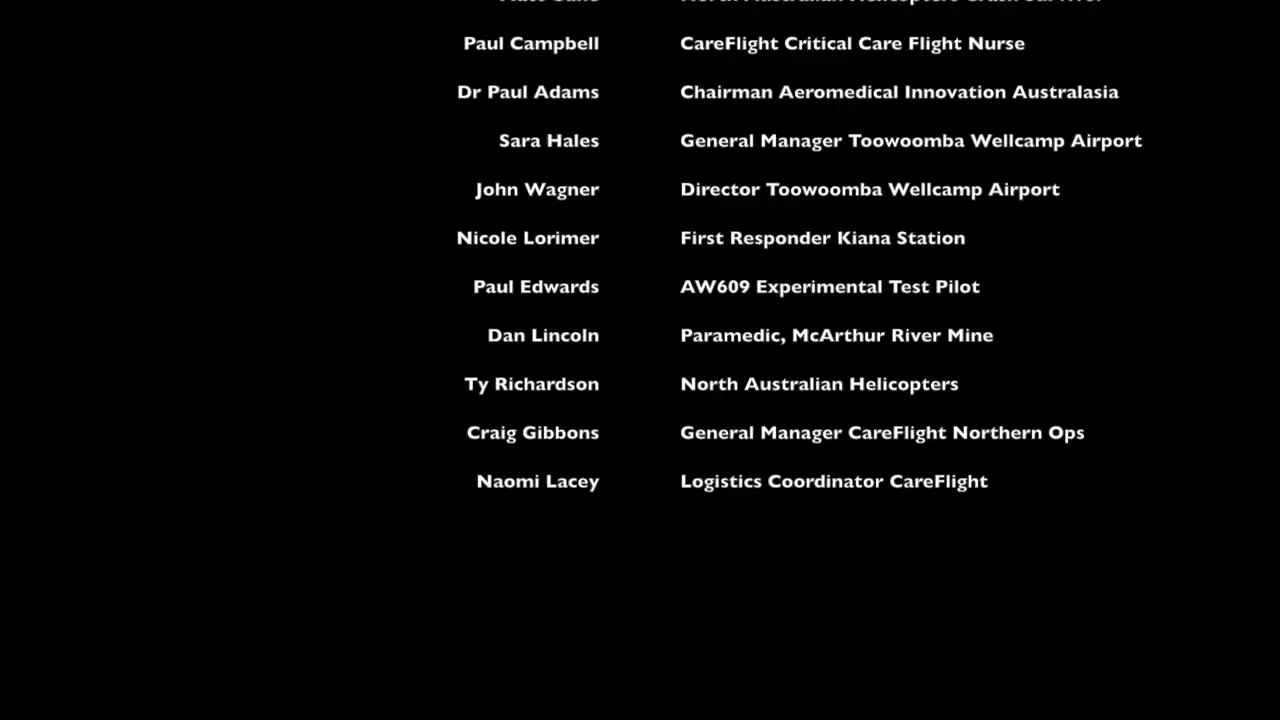 Paul Campbell CareFlight Critical Care Flight Nurse
Dr Paul Adams Chairman Aeromedical Innovation Australasia
Sara Hales General Manager Toowoomba Wellcamp Airport
John Wagner Director Toowoomba Wellcamp Airport
Nicole Lorimer First Responder Kiana Station
Paul Edwards AW609 Experimental Test Pilot
Dan Lincoln Paramedic, McArthur River Mine
Ty Richardson North Australian Helicopters
Craig Gibbons General Manager CareFlight Northern Ops
Naomi Lacey Logistics Coordinator CareFlight